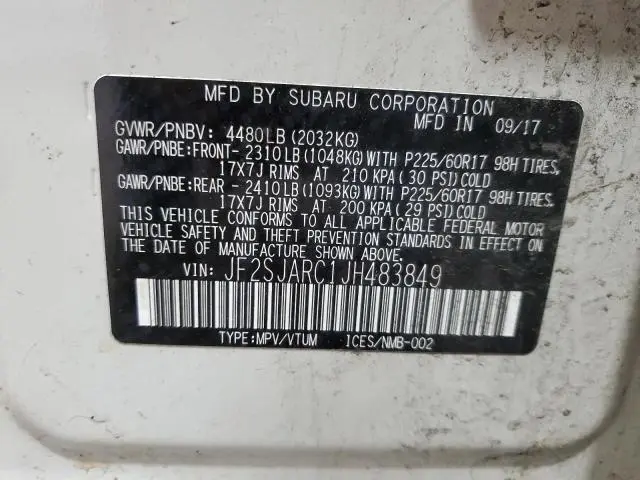 MFD BY SUBARU CORPORATION
MFD IN 09/17
GVWR/PNBV: 4480LB (2032KG)
GAWR/PNBE: FRONT- 2310LB (1048KG) WITH P225/60R17 98H TIRES,
17X7J RIMS AT 210 KPA (30 PSI) COLD
GAWR/PNBE: REAR - 2410LB (1093KG) WITH P225/60R17 98H TIRES,
17X7J RIMS AT 200 KPA (29 PSI) COLD
THIS VEHICLE CONFORMS TO ALL APPLICABLE FEDERAL MOTOR
VEHICLE SAFETY AND THEFT PREVENTION STANDARDS IN EFFECT ON
THE DATE OF MANUFACTURE SHOWN ABOVE.
VIN: JF2SJARC1JH483849
TYPE:MPV/VTUM ICES/NMB-002